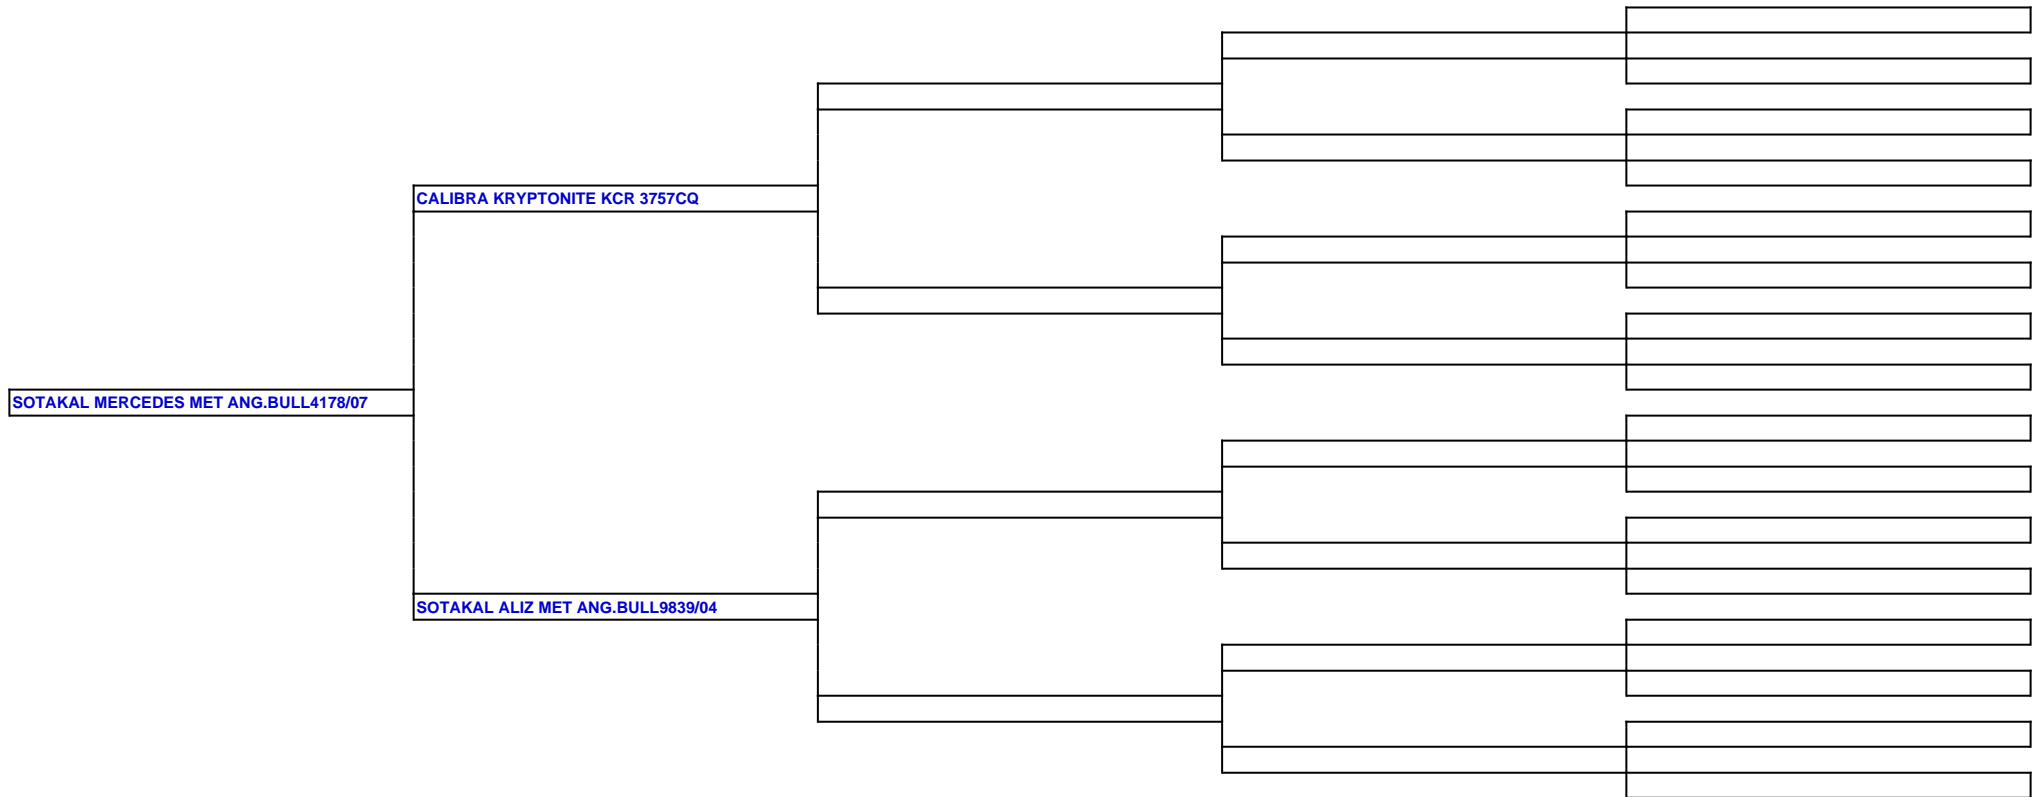 CALIBRA KRYPTONITE KCR 3757CQ
SOTAKAL MERCEDES MET ANG.BULL4178/07
SOTAKAL ALIZ MET ANG.BULL9839/04